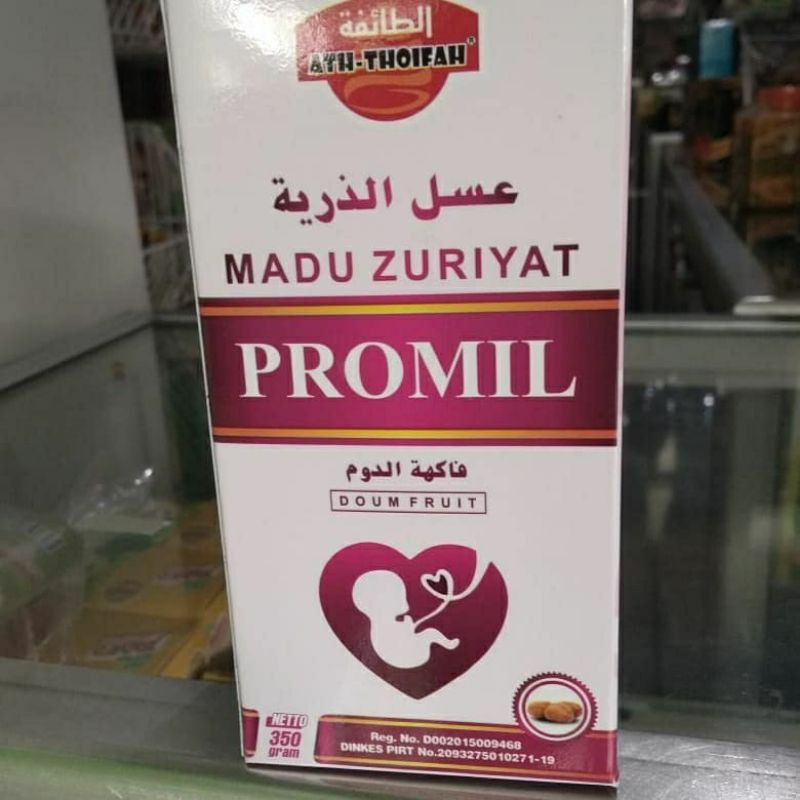 الطائفة
ATH-THOIFAH®
عسل الذرية
MADU ZURIYAT
PROMIL
فاكهة الدوم
DOUM FRUIT
NETTO
350
gram
Reg. No. D002015009468
DINKES PIRT No.2093275010271-19